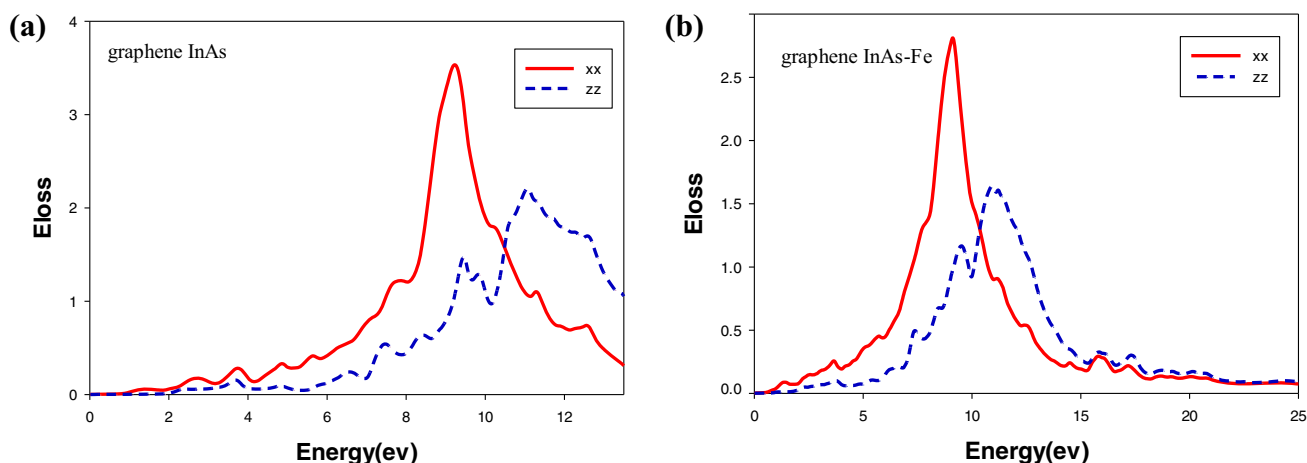 (a)
graphene InAs
xx
zz
4
3
2
1
0
Eloss
0 2 4 6 8 10 12
Energy(ev)
(b)
graphene InAs-Fe
xx
zz
2.5
2.0
1.5
1.0
0.5
0.0
Eloss
0 5 10 15 20 25
Energy(ev)